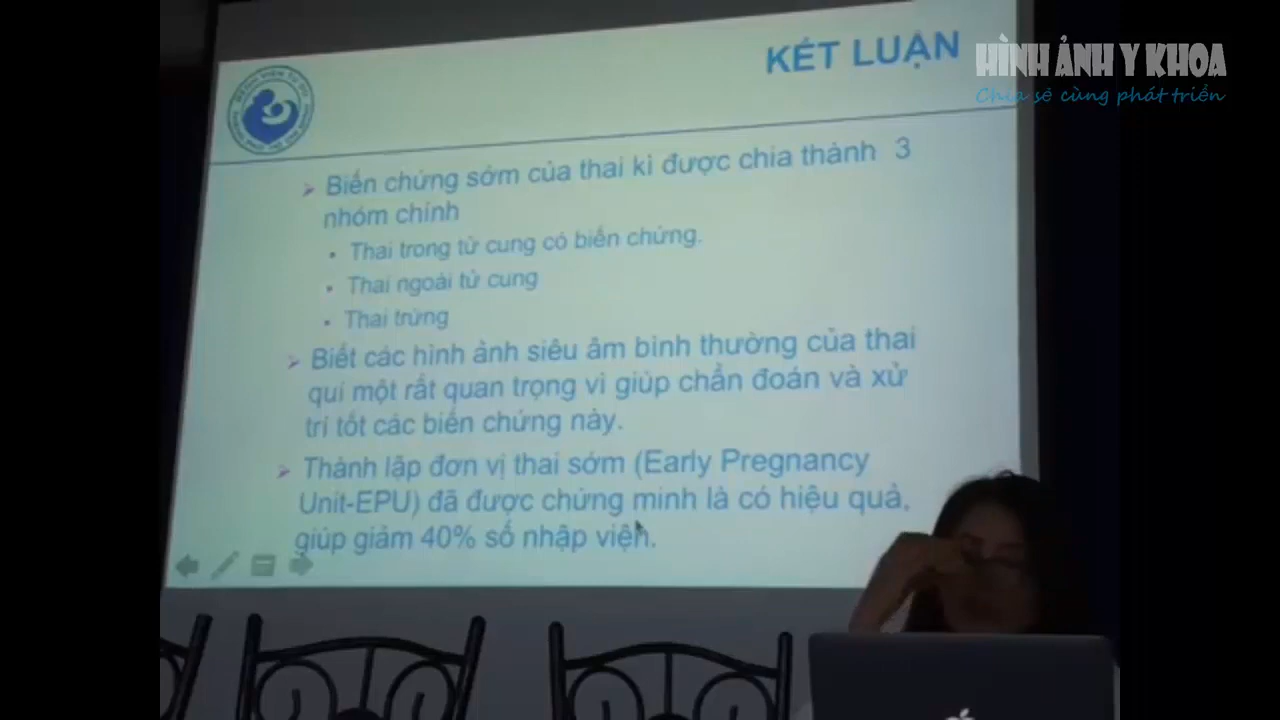 KẾT LUẬN
HÌNH ẢNH Y KHOA
Chia sẻ cùng phát triển
Biến chứng sớm của thai kì được chia thành 3
nhóm chính
Thai trong tử cung có biến chứng.
Thai ngoài tử cung
Thai trứng
Biết các hình ảnh siêu âm bình thường của thai
quí một rất quan trọng vì giúp chẩn đoán và xử
trí tốt các biến chứng này.
Thành lập đơn vị thai sớm (Early Pregnancy
Unit-EPU) đã được chứng minh là có hiệu quả,
giúp giảm 40% số nhập viện.